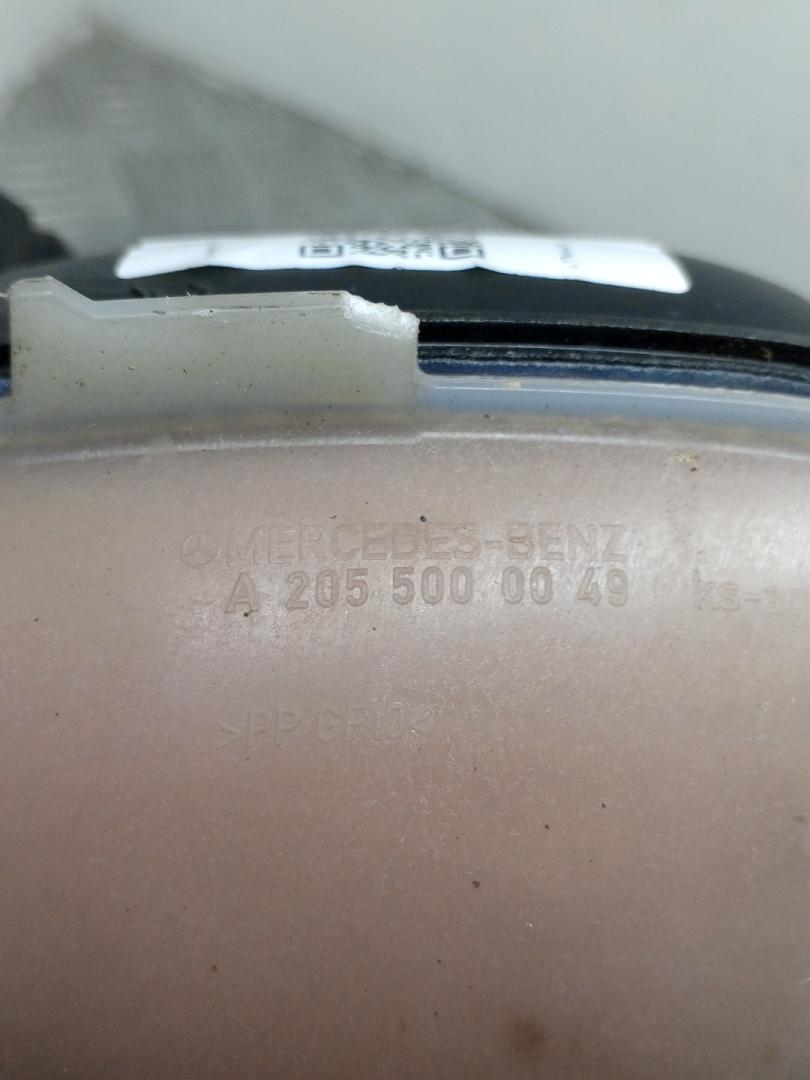 MERCEDES-BENZ
A 205 500 00 49
>PP GF10<